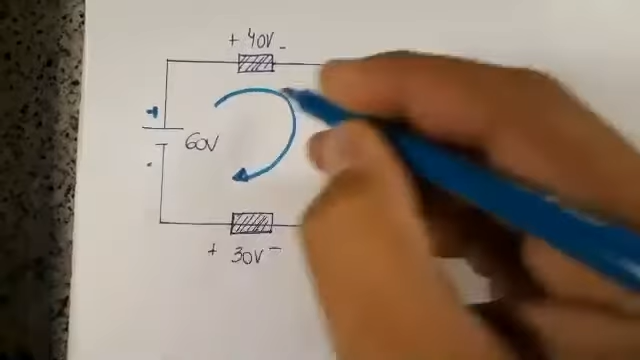 + 40V -
+
60V
-
+ 30V -